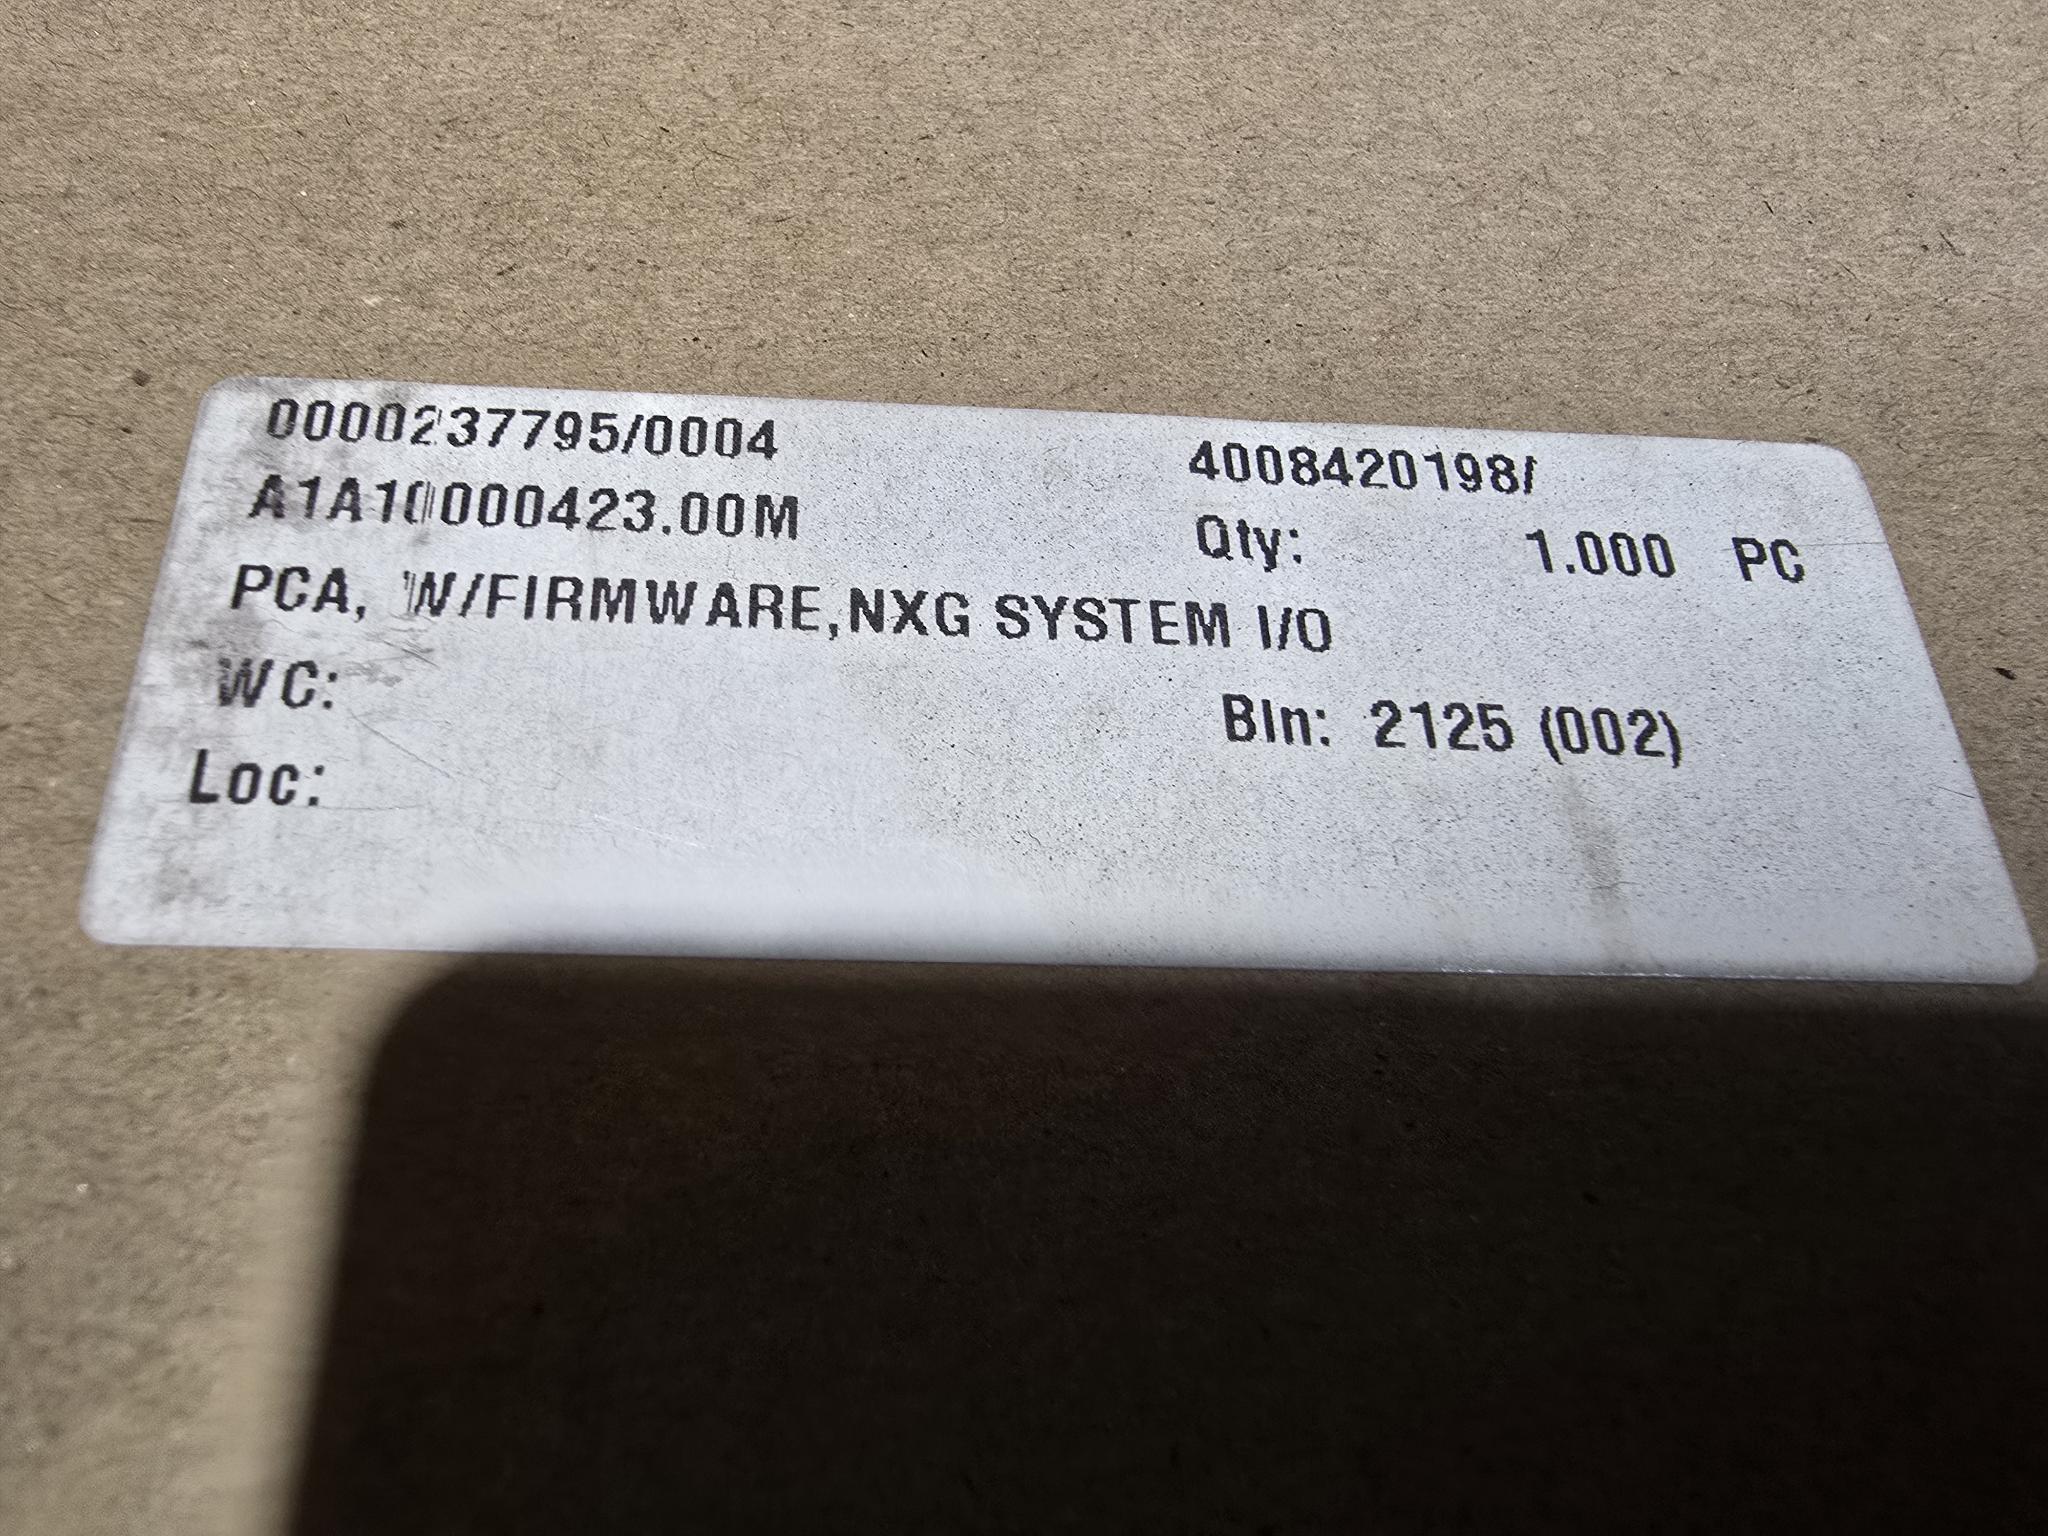 0000237795/0004
4008420198/
A1A10000423.00M
Qty: 1.000 PC
PCA, W/FIRMWARE,NXG SYSTEM I/O
WC:
Bin: 2125 (002)
Loc: